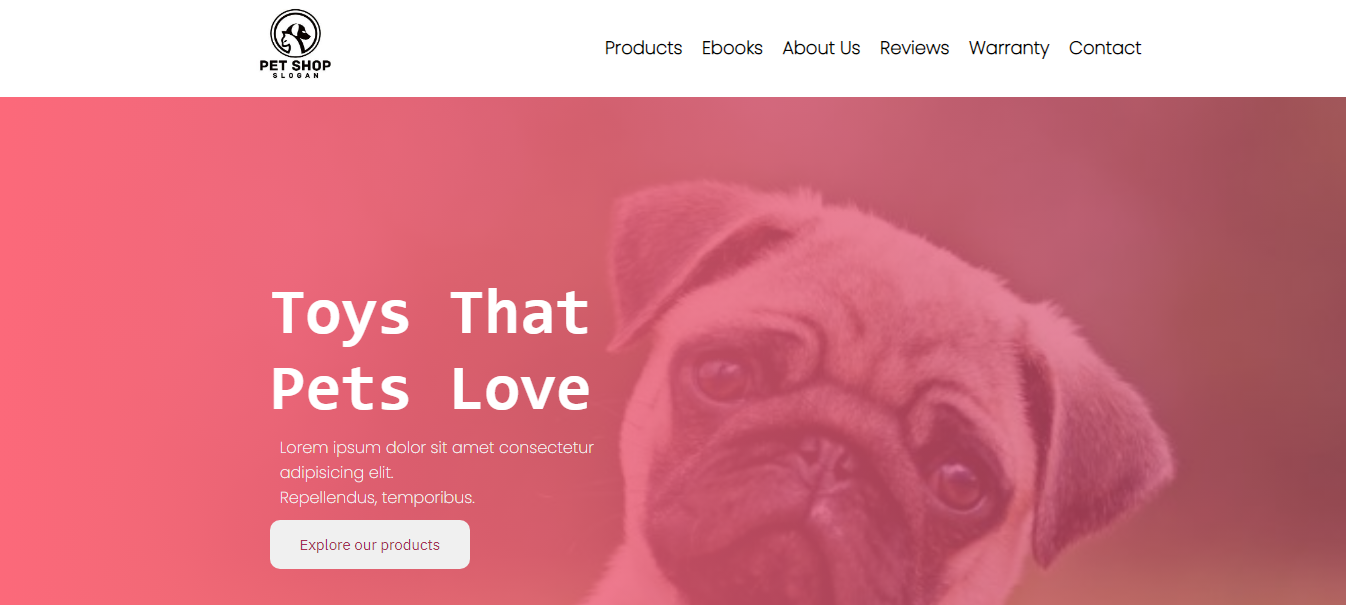 PET SHOP
SLOGAN
Products Ebooks About Us Reviews Warranty Contact
Toys That
Pets Love
Lorem ipsum dolor sit amet consectetur
adipisicing elit.
Repellendus, temporibus.
Explore our products